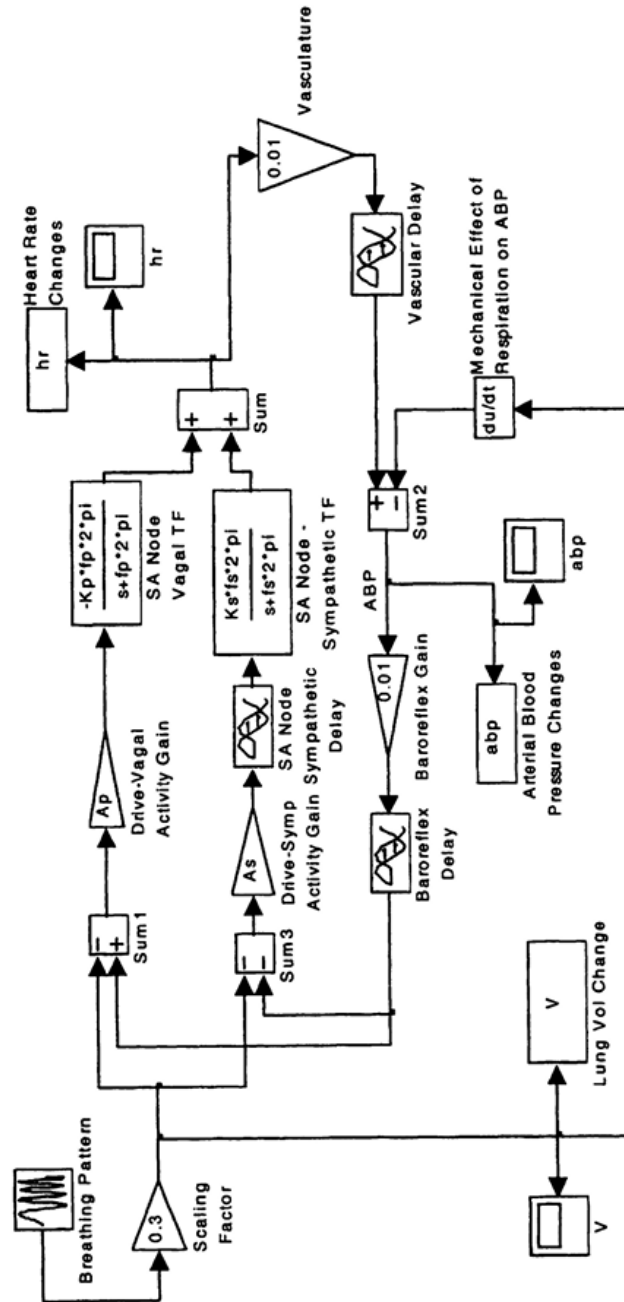 Breathing Pattern
0.3
Scaling
Factor
Sum1
Ap
Drive-Vagal
Activity Gain
-Kp*fp*2*pi
s+fp*2*pi
SA Node
Vagal TF
Sum3
As
Drive-Symp
Activity Gain
SA Node
Sympathetic
Delay
Ks*fs*2*pi
s+fs*2*pi
SA Node -
Sympathetic TF
+
+
Sum
hr
Heart Rate
Changes
hr
0.01
Vasculature
Vascular Delay
+
−
Sum2
du/dt
Mechanical Effect of
Respiration on ABP
ABP
0.01
Baroreflex Gain
Baroreflex
Delay
−
+
−
−
abp
Arterial Blood
Pressure Changes
abp
V
Lung Vol Change
V